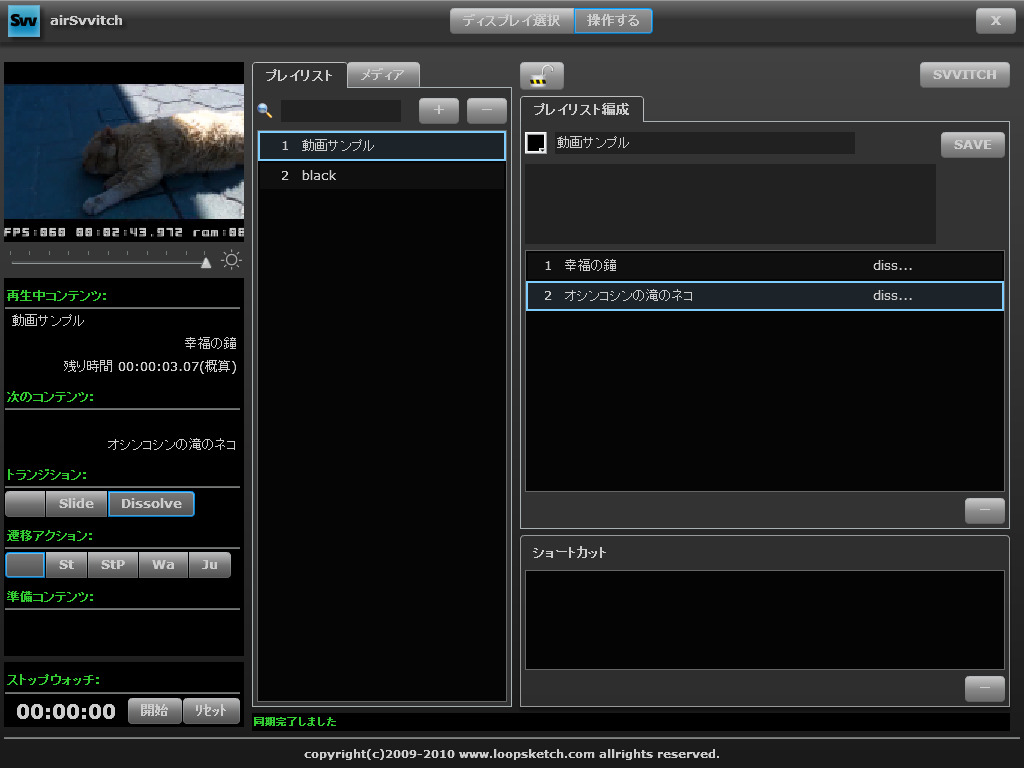 Svv airSvvitch
ディスプレイ選択 操作する
X
FPS:060 00:02:43.972 ram:08
再生中コンテンツ:
動画サンプル
幸福の鐘
残り時間 00:00:03.07(概算)
次のコンテンツ:
オシンコシンの滝のネコ
トランジション:
Slide Dissolve
遷移アクション:
St StP Wa Ju
準備コンテンツ:
ストップウォッチ:
00:00:00 開始 リセット
プレイリスト メディア
+ −
1 動画サンプル
2 black
同期完了しました
SVVITCH
プレイリスト編成
動画サンプル
SAVE
1 幸福の鐘 diss...
2 オシンコシンの滝のネコ diss...
−
ショートカット
−
copyright(c)2009-2010 www.loopsketch.com allrights reserved.